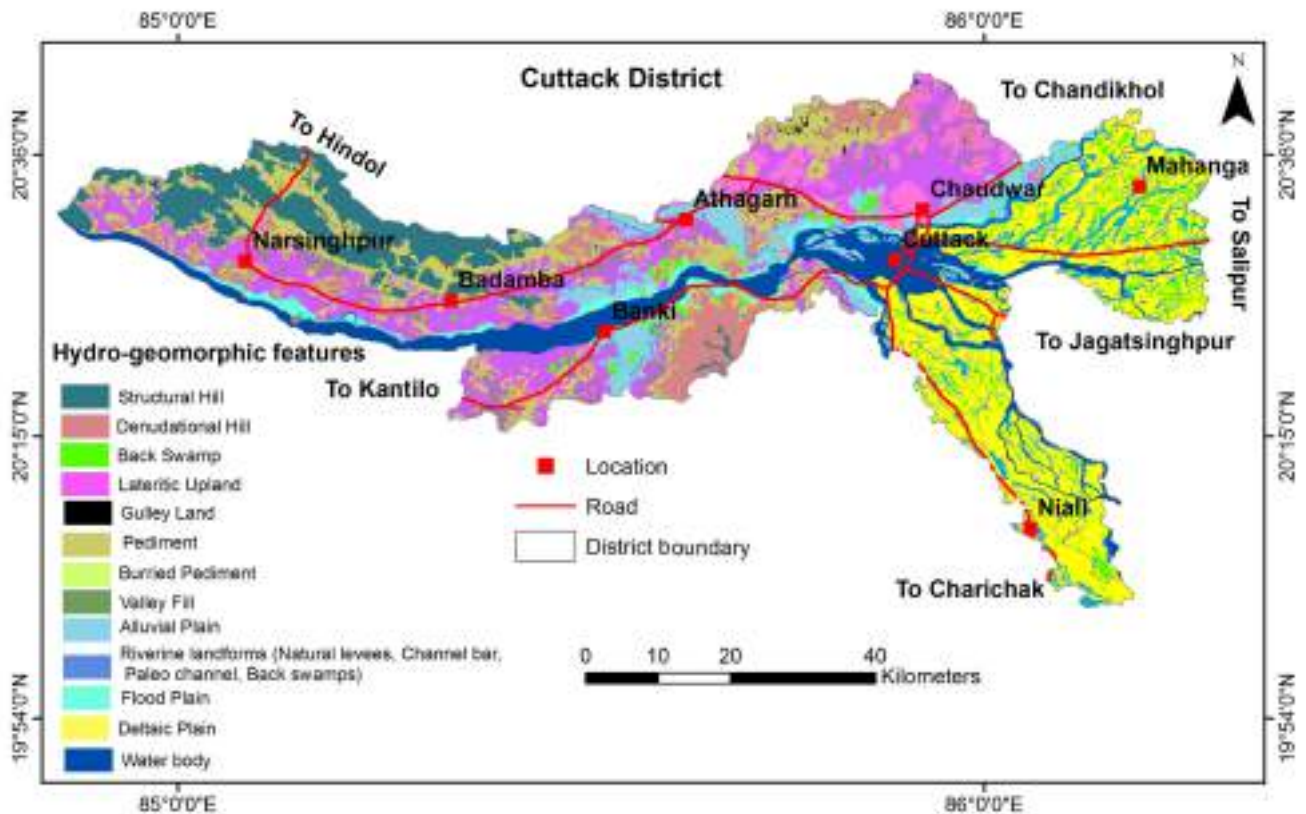 85°0'0"E
86°0'0"E
Cuttack District
N
To Chandikhol
To Hindol
20°36'0"N
20°36'0"N
Mahanga
Athagarh
Chaudwar
To Salipur
Narsinghpur
Cuttack
Badamba
Banki
To Jagatsinghpur
Hydro-geomorphic features
To Kantilo
Structural Hill
Denudational Hill
20°15'0"N
20°15'0"N
Back Swamp
Location
Lateritic Upland
Road
Gulley Land
Niali
Pediment
District boundary
Burried Pediment
To Charichak
Valley Fill
Alluvial Plain
Riverine landforms (Natural levees, Channel bar,
Paleo channel, Back swamps)
0 10 20 40
Kilometers
Flood Plain
19°54'0"N
19°54'0"N
Deltaic Plain
Water body
85°0'0"E
86°0'0"E